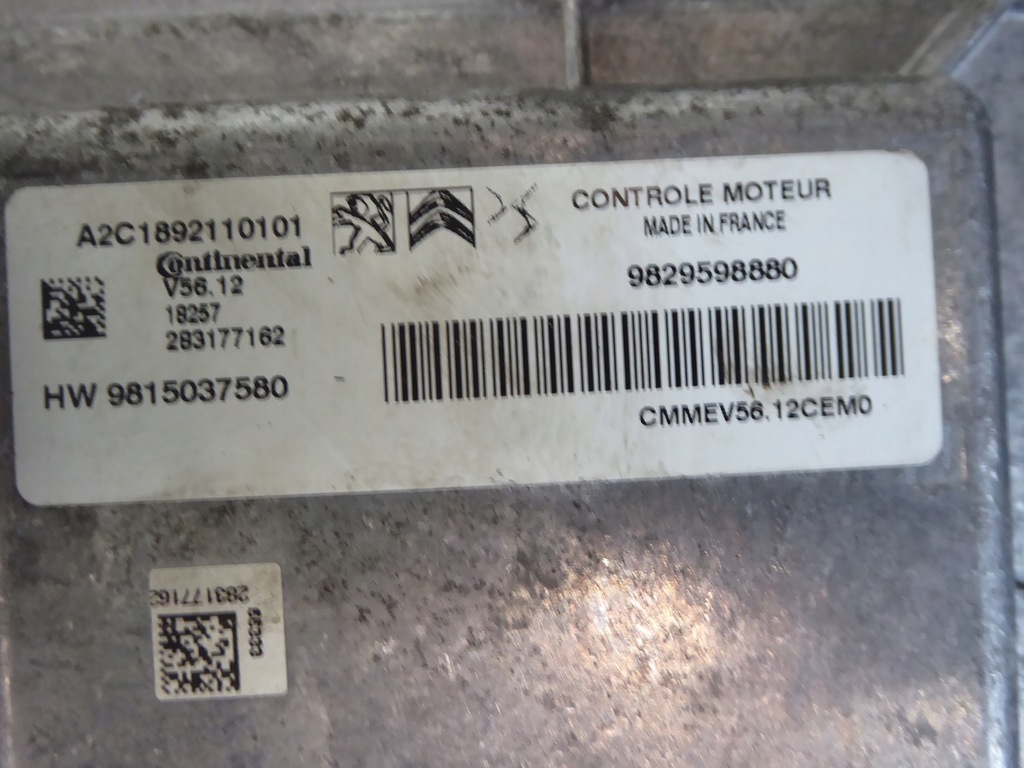 A2C1892110101
Continental
V56.12
18257
283177162
HW 9815037580
CONTROLE MOTEUR
MADE IN FRANCE
9829598880
CMMEV56.12CEM0
283177162